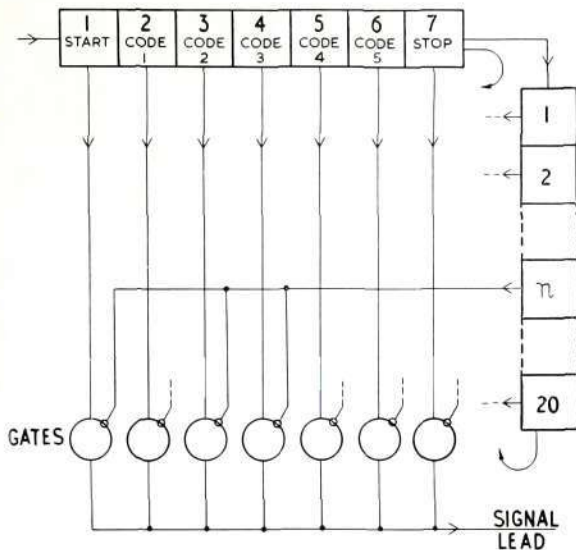 1 2 3 4 5 6 7
START CODE CODE CODE CODE CODE STOP
1 2 3 4 5
1
2
n
20
GATES
SIGNAL
LEAD